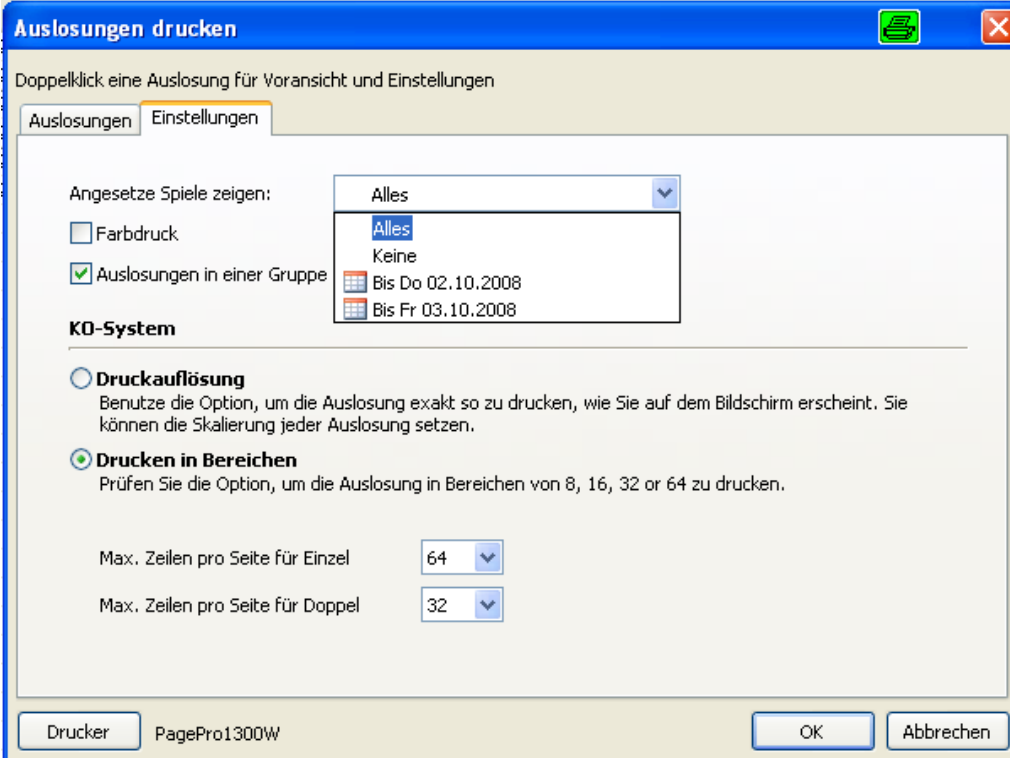 Auslosungen drucken
Doppelklick eine Auslosung für Voransicht und Einstellungen
Auslosungen Einstellungen
Angesetze Spiele zeigen: Alles
Alles
Farbdruck
Keine
Auslosungen in einer Gruppe
Bis Do 02.10.2008
Bis Fr 03.10.2008
KO-System
Druckauflösung
Benutze die Option, um die Auslosung exakt so zu drucken, wie Sie auf dem Bildschirm erscheint. Sie
können die Skalierung jeder Auslosung setzen.
Drucken in Bereichen
Prüfen Sie die Option, um die Auslosung in Bereichen von 8, 16, 32 or 64 zu drucken.
Max. Zeilen pro Seite für Einzel 64
Max. Zeilen pro Seite für Doppel 32
Drucker PagePro1300W OK Abbrechen